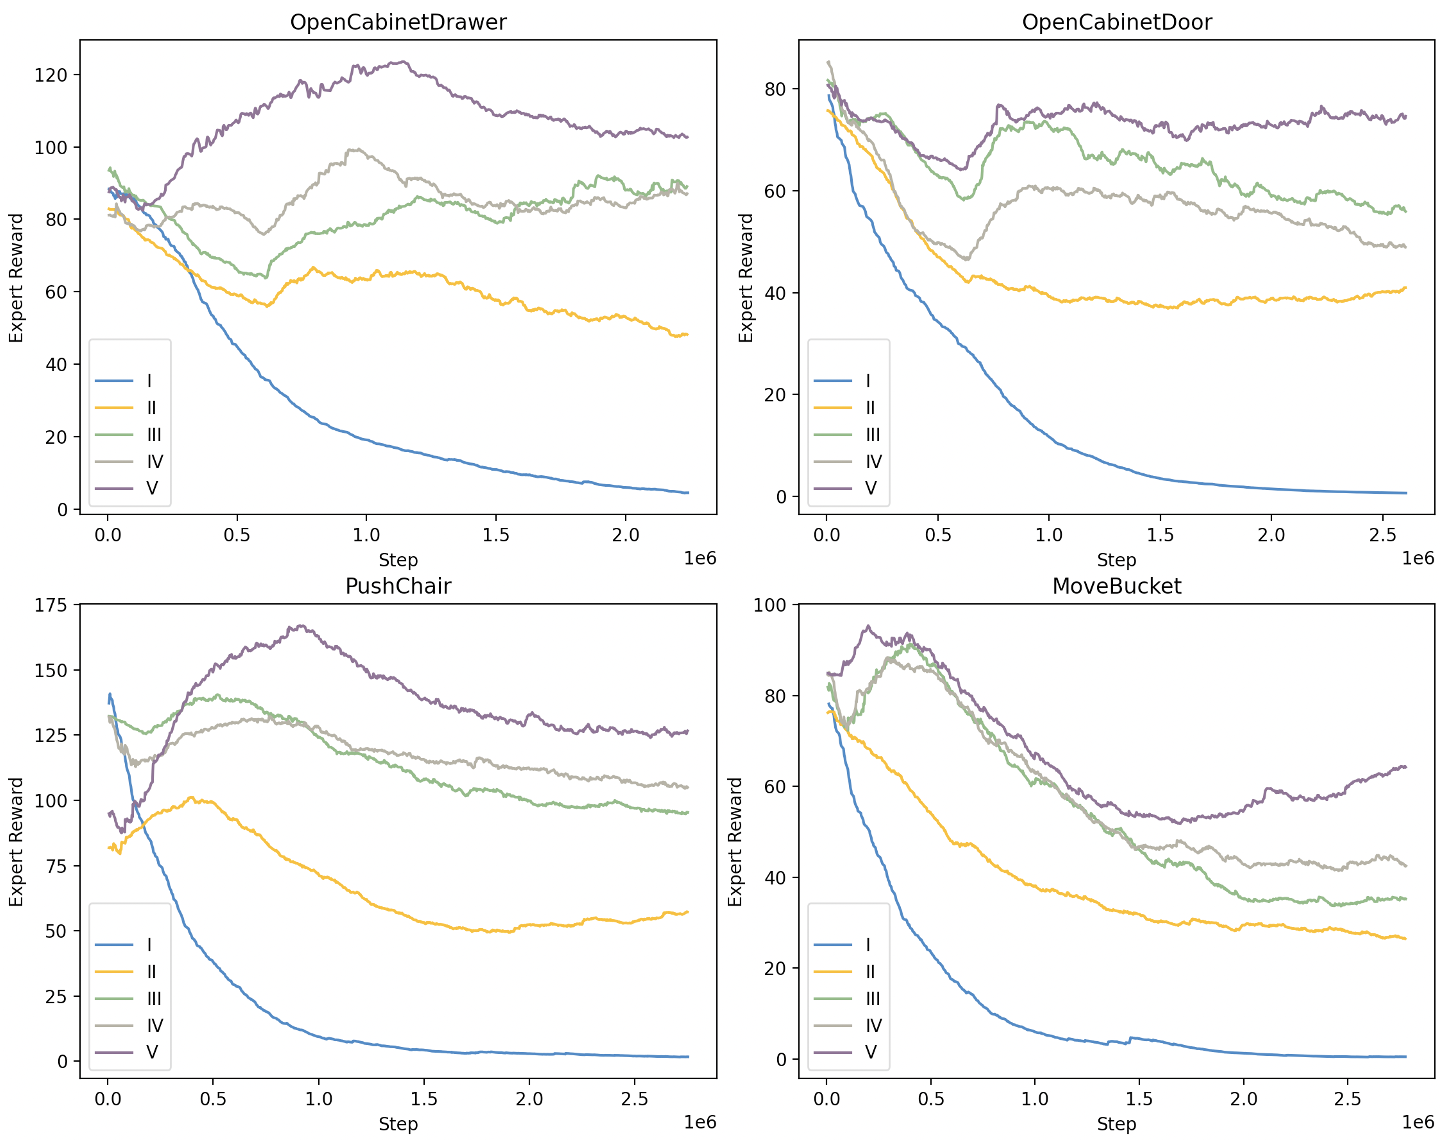 OpenCabinetDrawer
120
100
80
60
40
20
0
Expert Reward
I
II
III
IV
V
0.0 0.5 1.0 1.5 2.0
Step
1e6
OpenCabinetDoor
80
60
40
20
0
Expert Reward
I
II
III
IV
V
0.0 0.5 1.0 1.5 2.0 2.5
Step
1e6
PushChair
175
150
125
100
75
50
25
0
Expert Reward
I
II
III
IV
V
0.0 0.5 1.0 1.5 2.0 2.5
Step
1e6
MoveBucket
100
80
60
40
20
0
Expert Reward
I
II
III
IV
V
0.0 0.5 1.0 1.5 2.0 2.5
Step
1e6